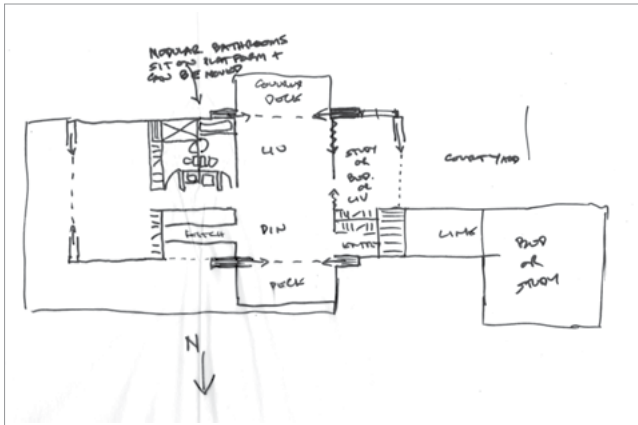 MODULAR BATHROOMS
SIT ON PLATFORM +
CAN BE MOVED
COVERED
DECK
LIV
STUDY
OR
BED.
OR
LIV
COURTYARD
DIN
KITCH
ENTRY
LINK
BED
OR
STUDY
DECK
N